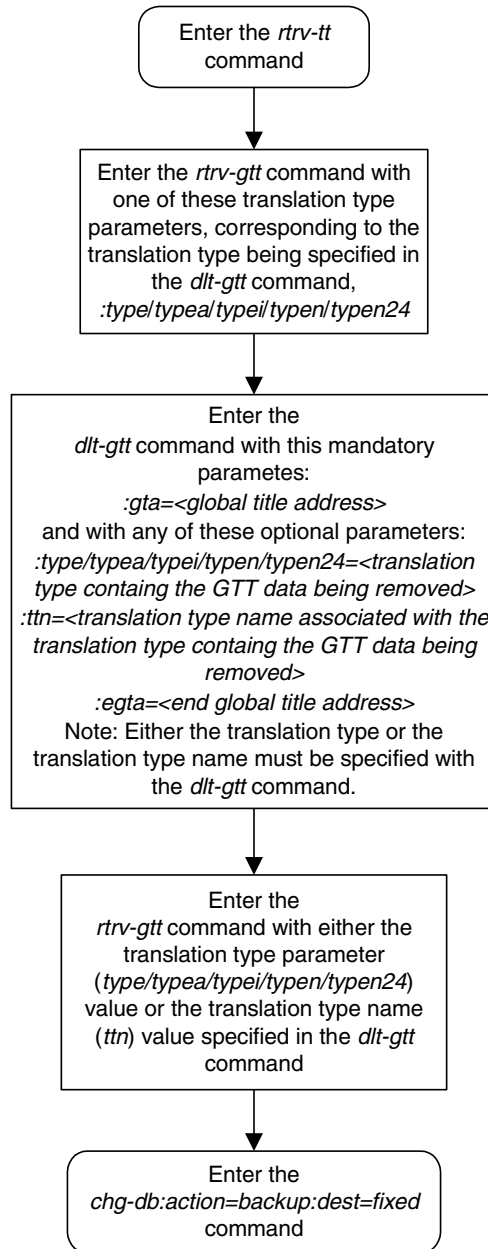 Enter the rtrv-tt
command
Enter the rtrv-gtt command with
one of these translation type
parameters, corresponding to the
translation type being specified in
the dlt-gtt command,
:type/typea/typei/typen/typen24
Enter the
dlt-gtt command with this mandatory
parametes:
:gta=<global title address>
and with any of these optional parameters:
:type/typea/typei/typen/typen24=<translation
type containg the GTT data being removed>
:ttn=<translation type name associated with the
translation type containg the GTT data being
removed>
:egta=<end global title address>
Note: Either the translation type or the
translation type name must be specified with
the dlt-gtt command.
Enter the
rtrv-gtt command with either the
translation type parameter
(type/typea/typei/typen/typen24)
value or the translation type name
(ttn) value specified in the dlt-gtt
command
Enter the
chg-db:action=backup:dest=fixed
command